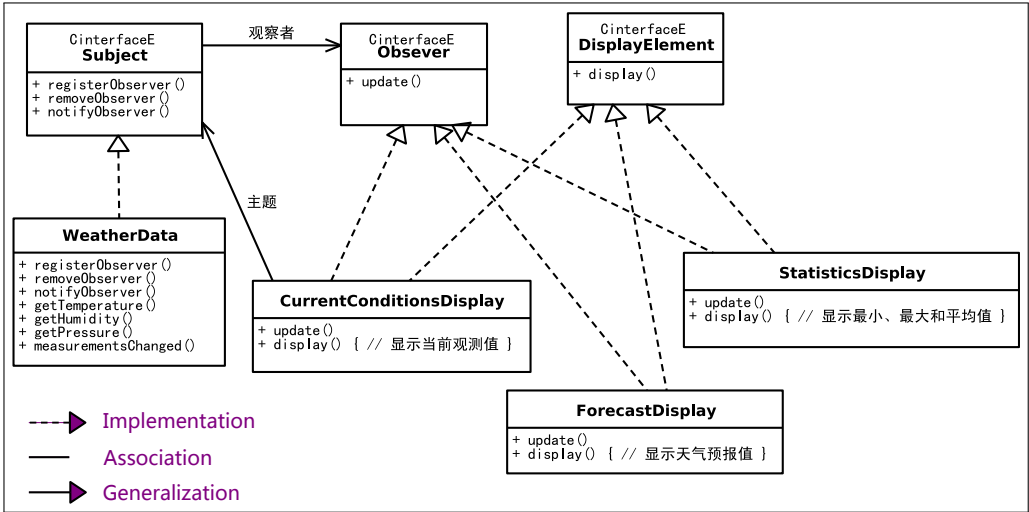 CinterfaceE
Subject
+ registerObserver()
+ removeObserver()
+ notifyObserver()
观察者
CinterfaceE
Obsever
+ update()
CinterfaceE
DisplayElement
+ display()
主题
WeatherData
+ registerObserver()
+ removeObserver()
+ notifyObserver()
+ getTemperature()
+ getHumidity()
+ getPressure()
+ measurementsChanged()
CurrentConditionsDisplay
+ update()
+ display() { // 显示当前观测值 }
StatisticsDisplay
+ update()
+ display() { // 显示最小、最大和平均值 }
ForecastDisplay
+ update()
+ display() { // 显示天气预报值 }
Implementation
Association
Generalization